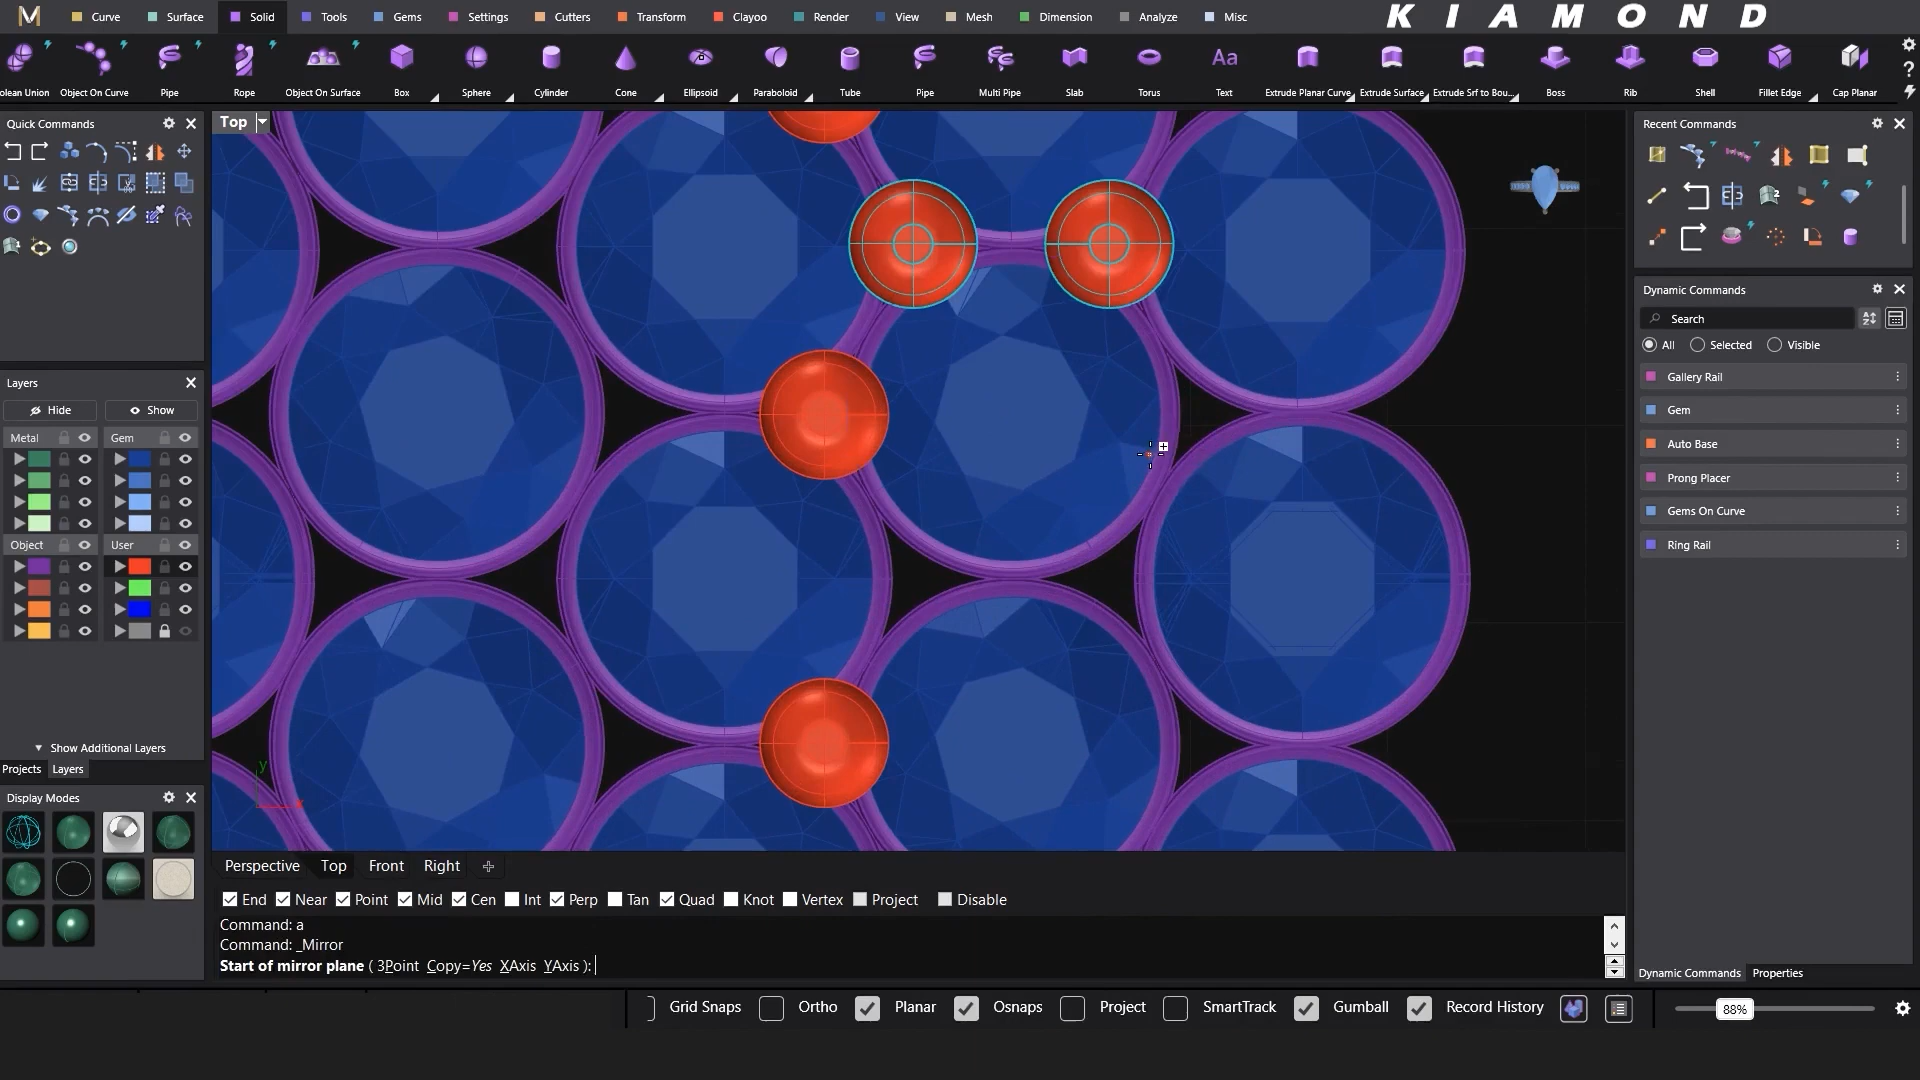 Curve Surface Solid Tools Gems Settings Cutters Transform Clayoo Render View Mesh Dimension Analyze Misc
KIAMOND
olean Union Object On Curve Pipe Rope Object On Surface Box Sphere Cylinder Cone Ellipsoid Paraboloid Tube Pipe Multi Pipe Slab Torus Text Extrude Planar Curve Extrude Surface Extrude Srf to Bou... Boss Rib Shell Fillet Edge Cap Planar
Aa
?
Quick Commands
Top
Recent Commands
Dynamic Commands
Search
All Selected Visible
Gallery Rail
Gem
Auto Base
Prong Placer
Gems On Curve
Ring Rail
Layers
Hide Show
Metal Gem
Object User
Show Additional Layers
Projects Layers
Display Modes
y
x
Perspective Top Front Right
End Near Point Mid Cen Int Perp Tan Quad Knot Vertex Project Disable
Command: a
Command: _Mirror
Start of mirror plane ( 3Point Copy=Yes XAxis YAxis ):
Dynamic Commands Properties
Grid Snaps Ortho Planar Osnaps Project SmartTrack Gumball Record History
88%